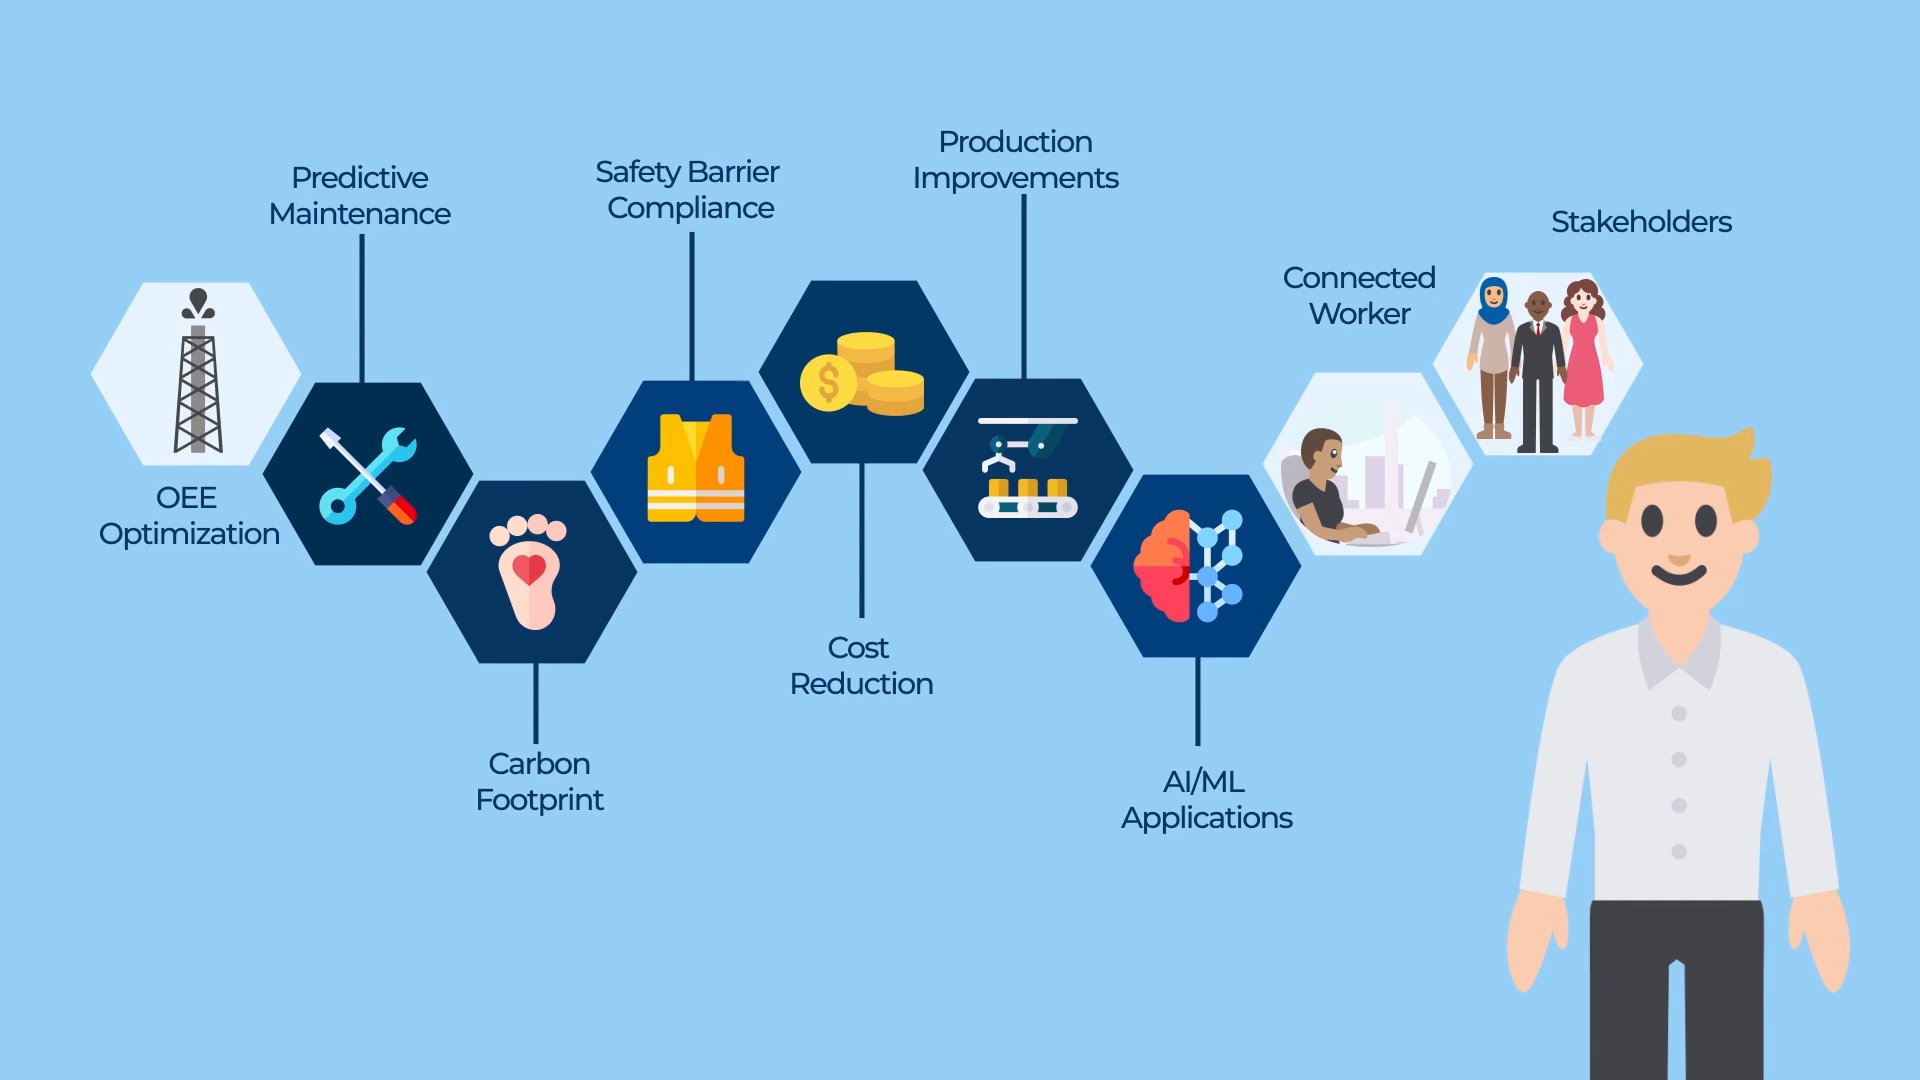 OEE
Optimization
Predictive
Maintenance
Carbon
Footprint
Safety Barrier
Compliance
Cost
Reduction
Production
Improvements
AI/ML
Applications
Connected
Worker
Stakeholders